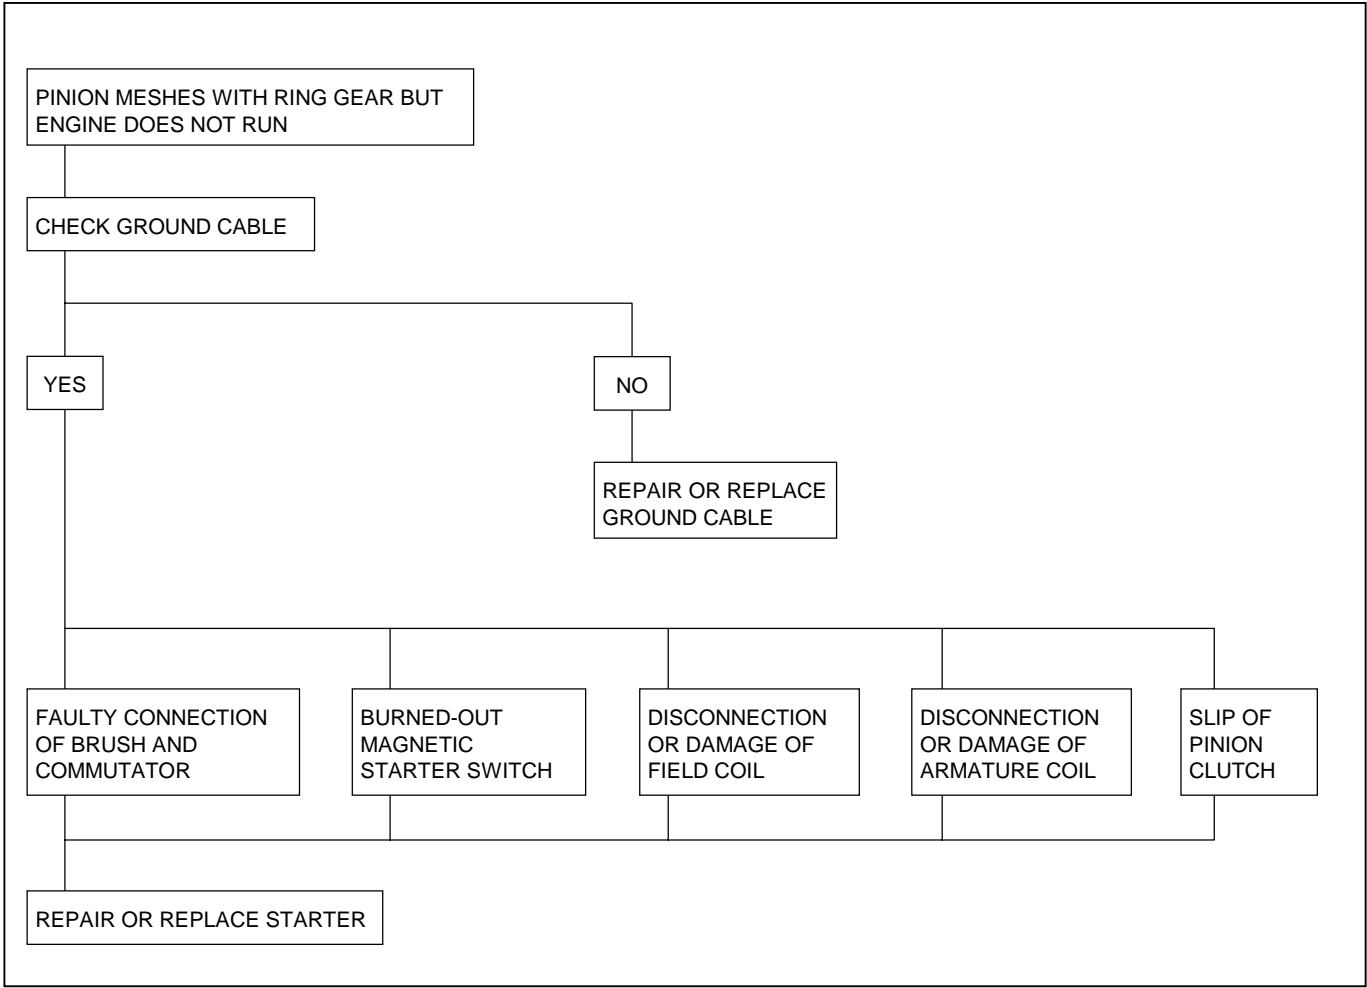 PINION MESHES WITH RING GEAR BUT
ENGINE DOES NOT RUN
CHECK GROUND CABLE
YES
NO
REPAIR OR REPLACE
GROUND CABLE
FAULTY CONNECTION
OF BRUSH AND
COMMUTATOR
BURNED-OUT
MAGNETIC
STARTER SWITCH
DISCONNECTION
OR DAMAGE OF
FIELD COIL
DISCONNECTION
OR DAMAGE OF
ARMATURE COIL
SLIP OF
PINION
CLUTCH
REPAIR OR REPLACE STARTER